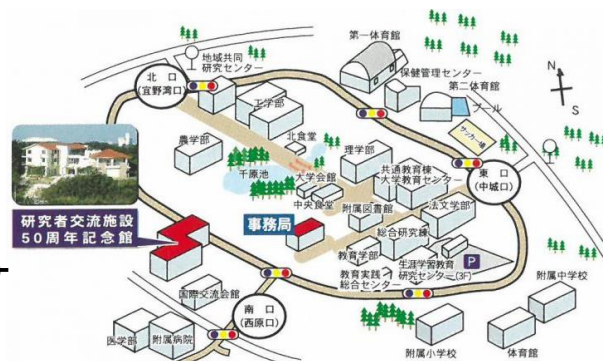 第一体育館
地域共同
研究センター
保健管理センター
北口
(宜野湾口)
第二体育館
プール
N
S
工学部
サッカー場
北食堂
農学部
理学部
千原池
大学会館
共通教育棟
大学教育センター
東口
(中城口)
中央食堂
研究者交流施設
50周年記念館
事務局
附属図書館
法文学部
総合研究棟
教育学部
生涯学習教育
研究センター(3F)
P
教育実践
総合センター
国際交流会館
附属中学校
南口
(西原口)
医学部
附属病院
附属小学校
体育館